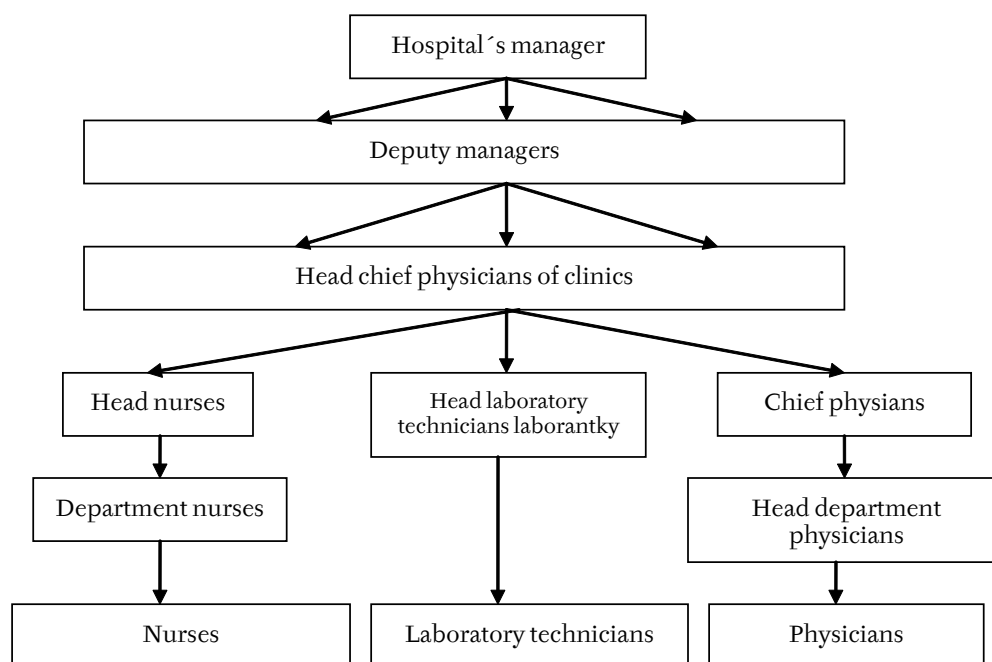 Hospital´s manager
Deputy managers
Head chief physicians of clinics
Head nurses
Head laboratory
technicians laborantky
Chief physians
Department nurses
Head department
physicians
Nurses
Laboratory technicians
Physicians